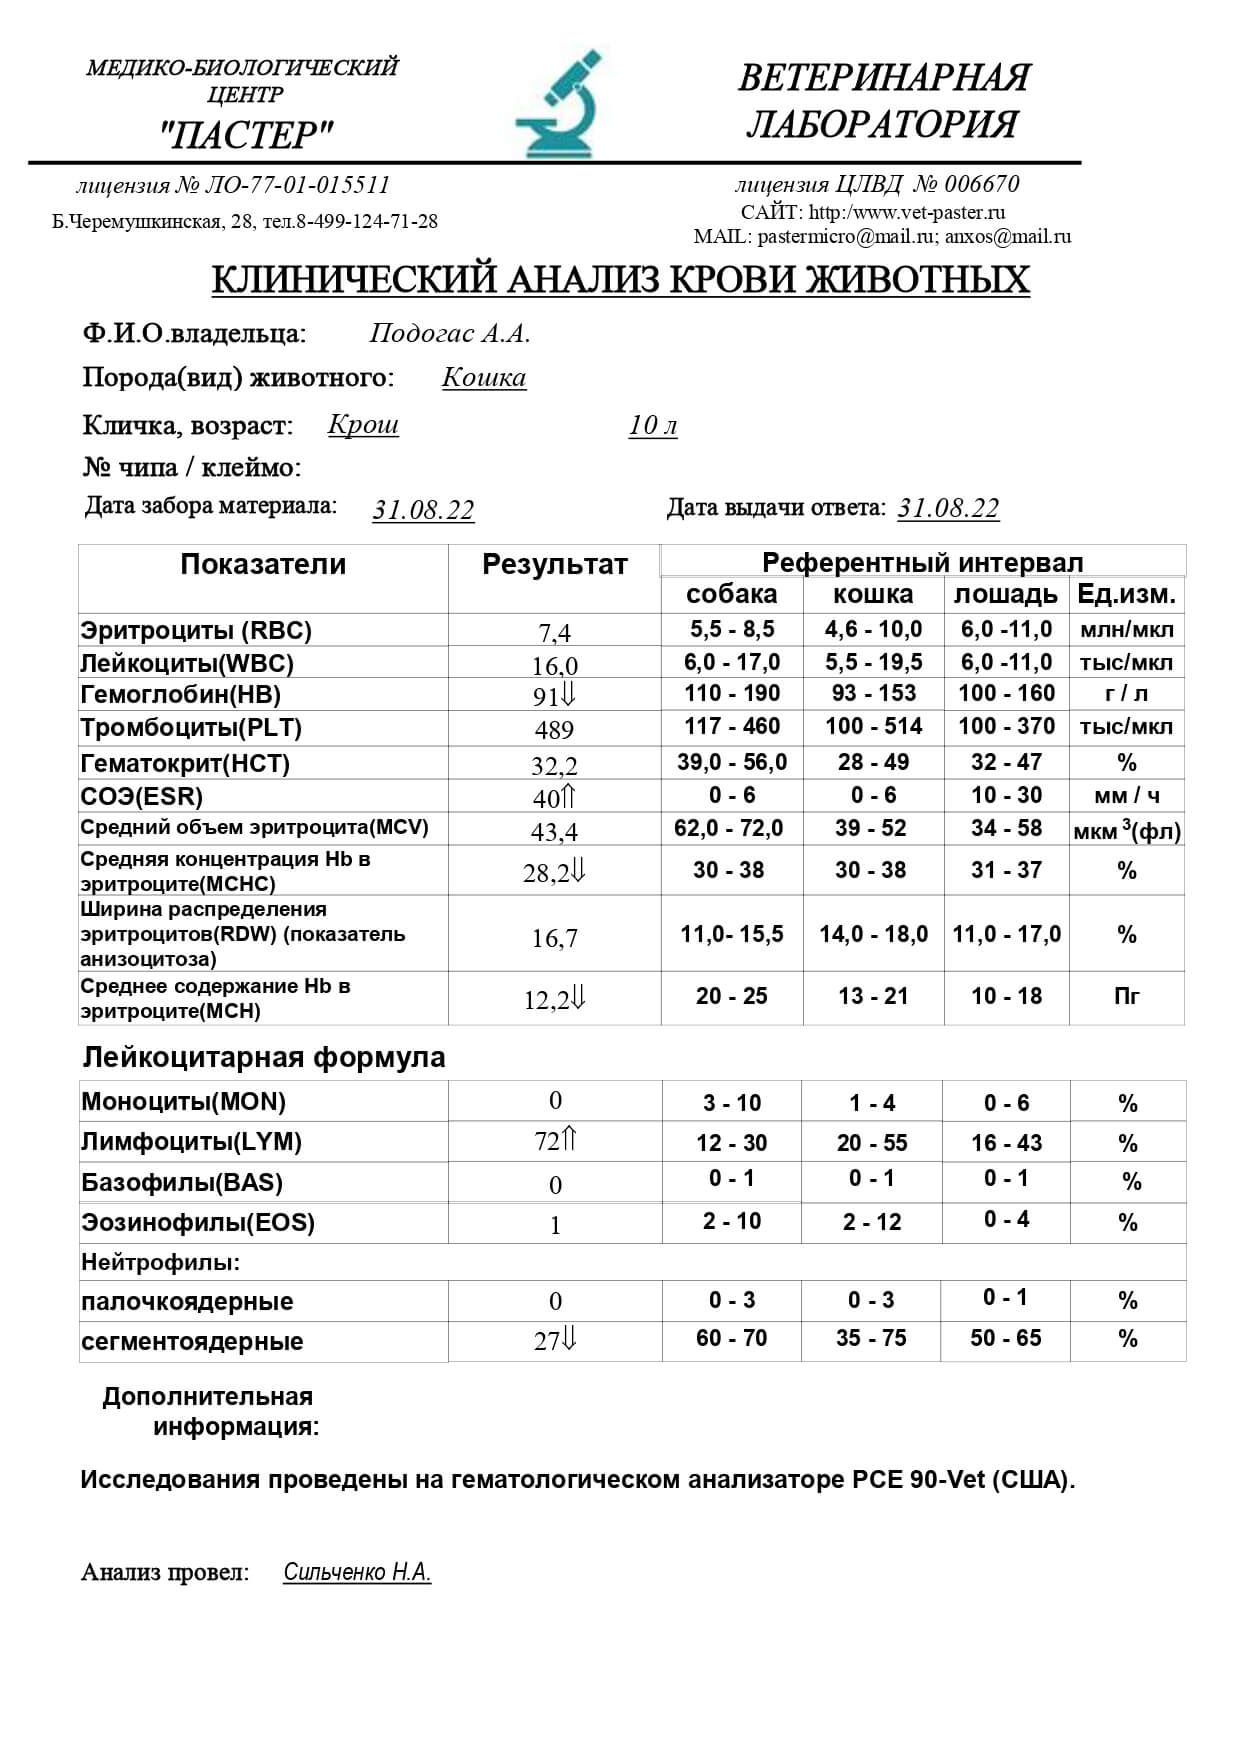 МЕДИКО-БИОЛОГИЧЕСКИЙ
ЦЕНТР
"ПАСТЕР"
ВЕТЕРИНАРНАЯ
ЛАБОРАТОРИЯ
лицензия № ЛО-77-01-015511
Б.Черемушкинская, 28, тел.8-499-124-71-28
лицензия ЦЛВД № 006670
САЙТ: http:/www.vet-paster.ru
MAIL: pastermicro@mail.ru; anxos@mail.ru
КЛИНИЧЕСКИЙ АНАЛИЗ КРОВИ ЖИВОТНЫХ
Ф.И.О.владельца: Подогас А.А.
Порода(вид) животного: Кошка
Кличка, возраст: Крош 10 л
№ чипа / клеймо:
Дата забора материала: 31.08.22 Дата выдачи ответа: 31.08.22
Показатели Результат Референтный интервал
собака кошка лошадь Ед.изм.
Эритроциты (RBC) 7,4 5,5 - 8,5 4,6 - 10,0 6,0 -11,0 млн/мкл
Лейкоциты(WBC) 16,0 6,0 - 17,0 5,5 - 19,5 6,0 -11,0 тыс/мкл
Гемоглобин(HB) 91⇓ 110 - 190 93 - 153 100 - 160 г / л
Тромбоциты(PLT) 489 117 - 460 100 - 514 100 - 370 тыс/мкл
Гематокрит(HCT) 32,2 39,0 - 56,0 28 - 49 32 - 47 %
СОЭ(ESR) 40⇑ 0 - 6 0 - 6 10 - 30 мм / ч
Средний объем эритроцита(MCV) 43,4 62,0 - 72,0 39 - 52 34 - 58 мкм 3(фл)
Средняя концентрация Hb в
эритроците(MCHC) 28,2⇓ 30 - 38 30 - 38 31 - 37 %
Ширина распределения
эритроцитов(RDW) (показатель
анизоцитоза) 16,7 11,0- 15,5 14,0 - 18,0 11,0 - 17,0 %
Среднее содержание Hb в
эритроците(MCH) 12,2⇓ 20 - 25 13 - 21 10 - 18 Пг
Лейкоцитарная формула
Моноциты(MON) 0 3 - 10 1 - 4 0 - 6 %
Лимфоциты(LYM) 72⇑ 12 - 30 20 - 55 16 - 43 %
Базофилы(BAS) 0 0 - 1 0 - 1 0 - 1 %
Эозинофилы(EOS) 1 2 - 10 2 - 12 0 - 4 %
Нейтрофилы:
палочкоядерные 0 0 - 3 0 - 3 0 - 1 %
сегментоядерные 27⇓ 60 - 70 35 - 75 50 - 65 %
Дополнительная
информация:
Исследования проведены на гематологическом анализаторе PCE 90-Vet (США).
Анализ провел: Сильченко Н.А.